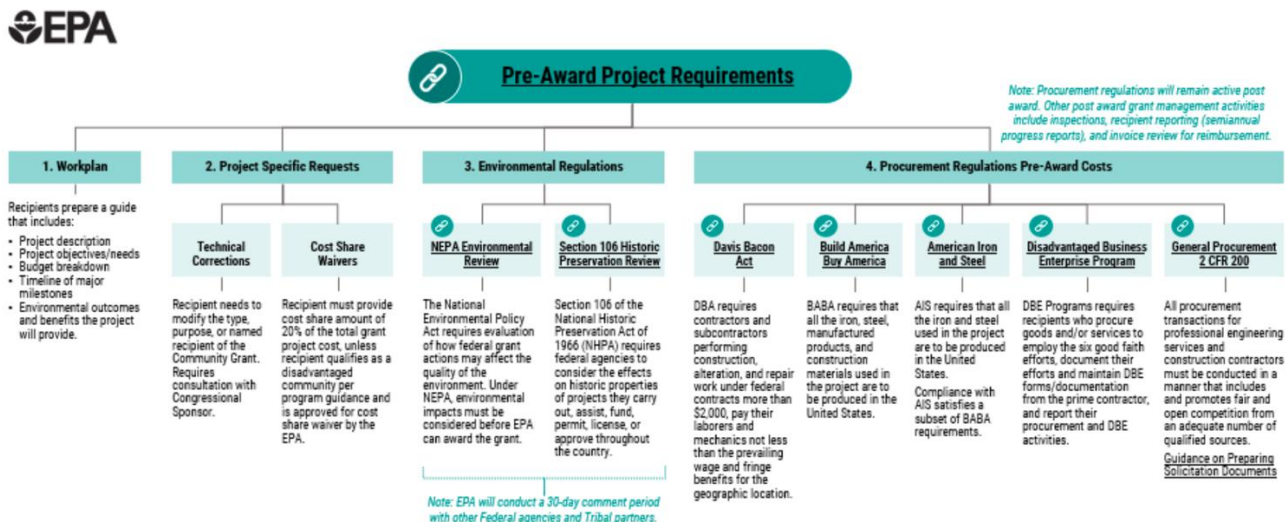 EPA
Pre-Award Project Requirements
Note: Procurement regulations will remain active post
award. Other post award grant management activities
include inspections, recipient reporting (semiannual
progress reports), and invoice review for reimbursement.
1. Workplan
Recipients prepare a guide
that includes:
• Project description
• Project objectives/needs
• Budget breakdown
• Timeline of major
milestones
• Environmental outcomes
and benefits the project
will provide.
2. Project Specific Requests
Technical
Corrections
Recipient needs to
modify the type,
purpose, or named
recipient of the
Community Grant.
Requires
consultation with
Congressional
Sponsor.
Cost Share
Waivers
Recipient must provide
cost share amount of
20% of the total grant
project cost, unless
recipient qualifies as a
disadvantaged
community per
program guidance and
is approved for cost
share waiver by the
EPA.
3. Environmental Regulations
NEPA Environmental
Review
The National
Environmental Policy
Act requires evaluation
of how federal grant
actions may affect the
quality of the
environment. Under
NEPA, environmental
impacts must be
considered before EPA
can award the grant.
Section 106 Historic
Preservation Review
Section 106 of the
National Historic
Preservation Act of
1966 (NHPA) requires
federal agencies to
consider the effects
on historic properties
of projects they carry
out, assist, fund,
permit, license, or
approve throughout
the country.
Note: EPA will conduct a 30-day comment period
with other Federal agencies and Tribal partners.
4. Procurement Regulations Pre-Award Costs
Davis Bacon
Act
DBA requires
contractors and
subcontractors
performing
construction,
alteration, and repair
work under federal
contracts more than
$2,000, pay their
laborers and
mechanics not less
than the prevailing
wage and fringe
benefits for the
geographic location.
Build America
Buy America
BABA requires that
all the iron, steel,
manufactured
products, and
construction
materials used in
the project are to
be produced in the
United States.
American Iron
and Steel
AIS requires that all
the iron and steel
used in the project
are to be produced
in the United
States.
Compliance with
AIS satisfies a
subset of BABA
requirements.
Disadvantaged Business
Enterprise Program
DBE Programs requires
recipients who procure
goods and/or services to
employ the six good faith
efforts, document their
efforts and maintain DBE
forms/documentation
from the prime contractor,
and report their
procurement and DBE
activities.
General Procurement
2 CFR 200
All procurement
transactions for
professional engineering
services and
construction contractors
must be conducted in a
manner that includes
and promotes fair and
open competition from
an adequate number of
qualified sources.
Guidance on Preparing
Solicitation Documents